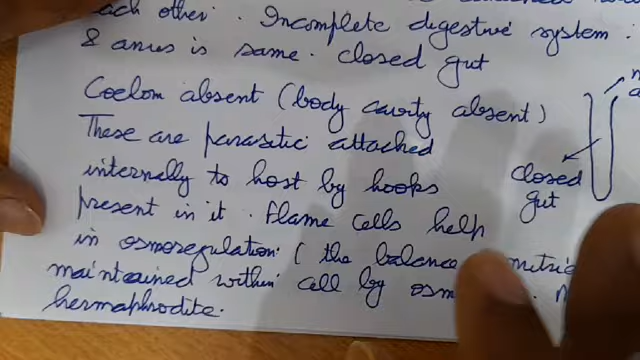 each other. Incomplete digestive system:
& anus is same. closed gut
Coelom absent (body cavity absent)
These are parasitic attached
internally to host by hooks
present in it. Flame cells help
in osmoregulation (the balance
maintained within cell by
hermaphrodite.
closed
gut